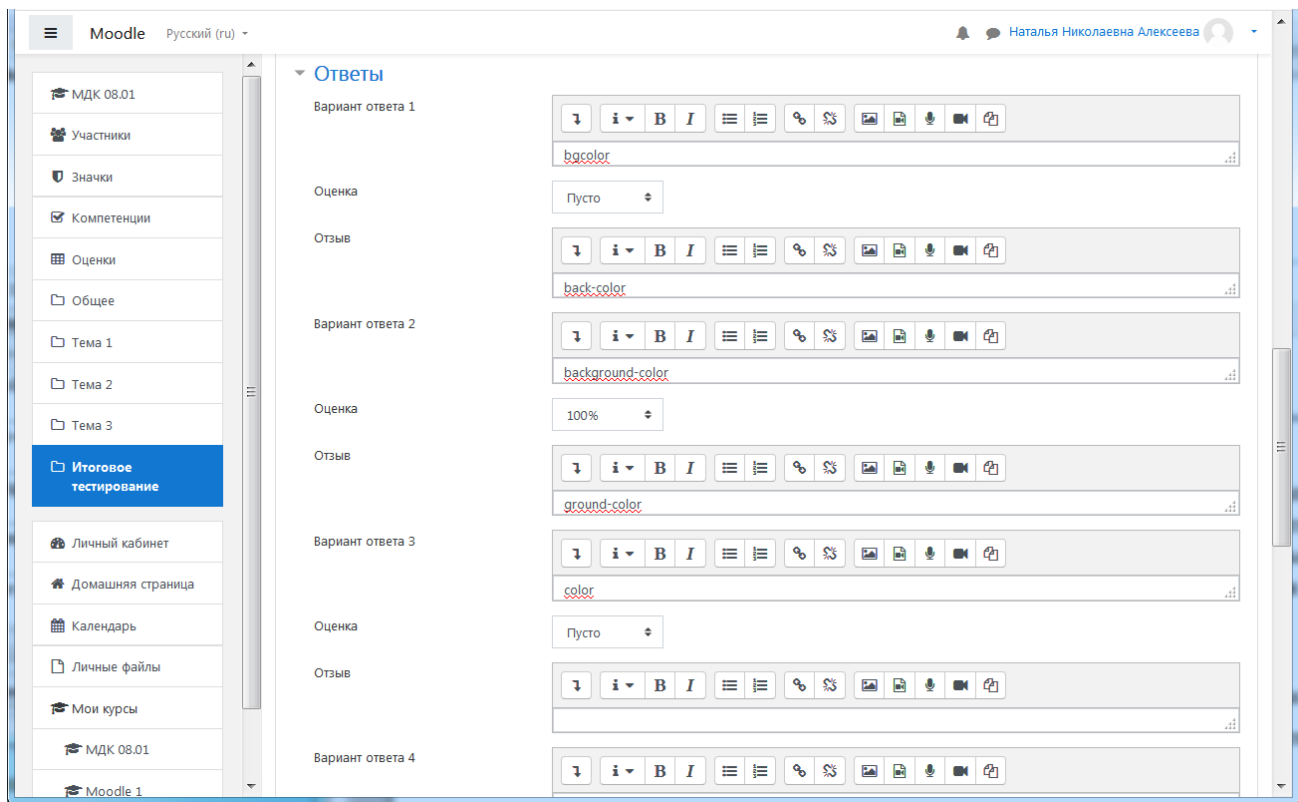 Moodle Русский (ru) Наталья Николаевна Алексеева
МДК 08.01
Участники
Значки
Компетенции
Оценки
Общее
Тема 1
Тема 2
Тема 3
Итоговое
тестирование
Личный кабинет
Домашняя страница
Календарь
Личные файлы
Мои курсы
МДК 08.01
Moodle 1
Ответы
Вариант ответа 1
i B I
bgcolor
Оценка
Пусто
Отзыв
i B I
back-color
Вариант ответа 2
i B I
background-color
Оценка
100%
Отзыв
i B I
ground-color
Вариант ответа 3
i B I
color
Оценка
Пусто
Отзыв
i B I
Вариант ответа 4
i B I